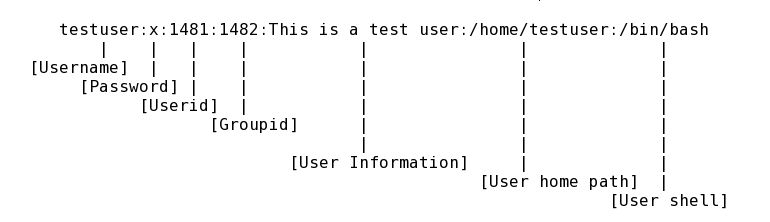 testuser:x:1481:1482:This is a test user:/home/testuser:/bin/bash
| | | | | | |
[Username] | | | | | |
[Password] | | | | |
[Userid] | | | |
[Groupid] | | |
| | |
[User Information] | |
[User home path] |
[User shell]